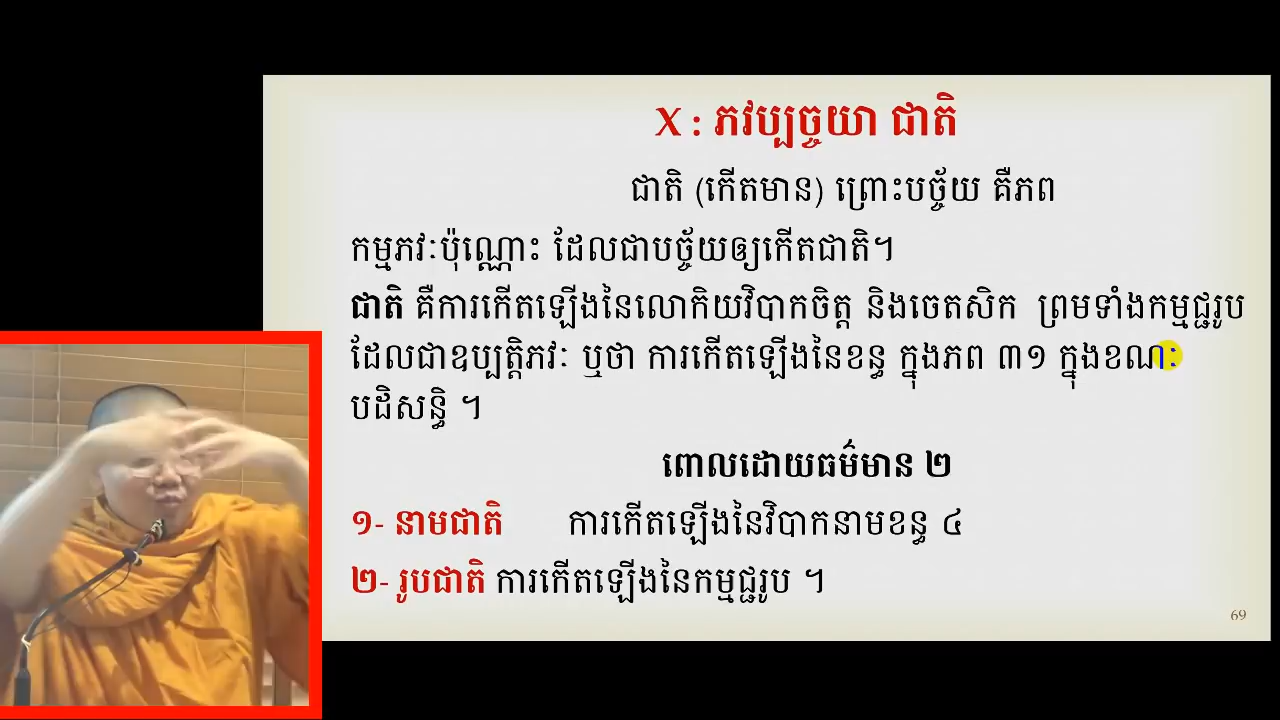 X : ភវប្បច្ចយា ជាតិ
ជាតិ (កើតមាន) ព្រោះបច្ច័យ គឺភព
កម្មភវៈប៉ុណ្ណោះ ដែលជាបច្ច័យឲ្យកើតជាតិ។
ជាតិ គឺការកើតឡើងនៃលោកិយវិបាកចិត្ត និងចេតសិក ព្រមទាំងកម្មជ្ជរូប
ដែលជាឧប្បត្តិភវៈ ឬថា ការកើតឡើងនៃខន្ធ ក្នុងភព ៣១ ក្នុងខណៈ
បដិសន្ធិ ។
ពោលដោយធម៌មាន ២
១- នាមជាតិ ការកើតឡើងនៃវិបាកនាមខន្ធ ៤
២- រូបជាតិ ការកើតឡើងនៃកម្មជ្ជរូប ។
69